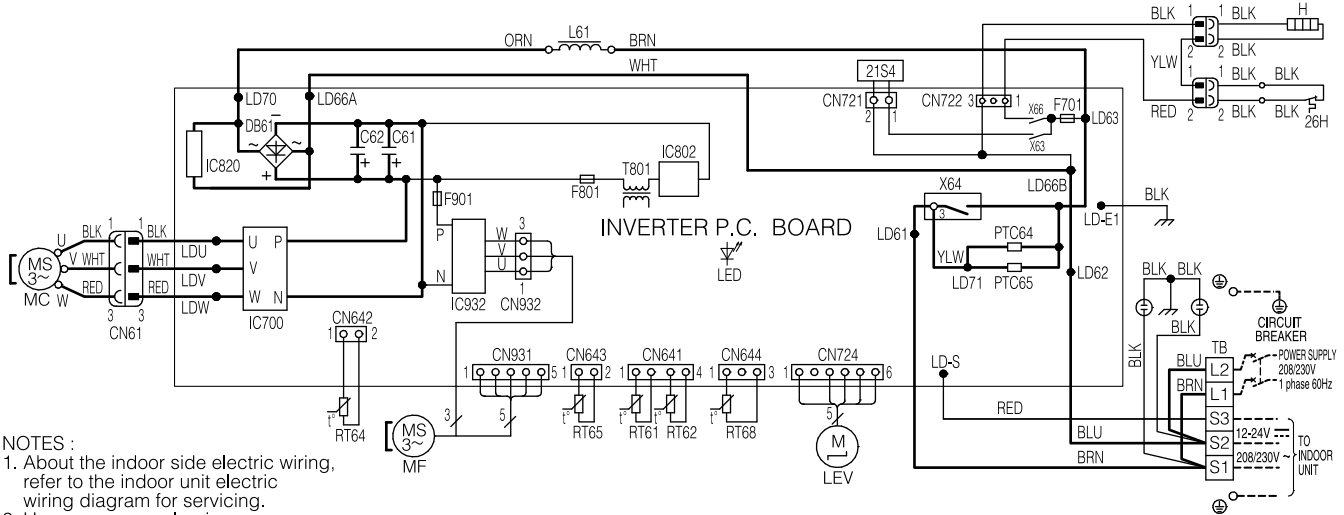 ORN L61 BRN
WHT
BLK 1 1 BLK H
2 2 BLK
YLW
1 1 BLK BLK
RED 2 2 BLK BLK 26H
21S4
CN721
2 1
CN722 3 1
X66 F701
X63
LD63
LD70 LD66A
DB61 −
~ ~
+
IC820
C62 C61
+ +
T801 IC802
F801
F901
INVERTER P.C. BOARD
LED
X64
3
LD66B
LD-E1 BLK
LD61
PTC64
YLW
LD71 PTC65
LD62
U BLK 1 1 BLK LDU U P
V WHT WHT LDV V
W RED RED LDW W N
3 3
MS
3~
MC
CN61
IC700
P
N
IC932
W 3
V
U 1
CN932
CN642
1 2
t°
RT64
CN931
1 5
3 5
MS
3~
MF
CN643
1 2
t°
RT65
CN641
1 4
t° t°
RT61 RT62
CN644
1 3
t°
RT68
CN724
1 6
5
M
LEV
LD-S
RED
BLU
BRN
BLK BLK
BLK
BLK
CIRCUIT
BREAKER
TB
BLU L2
BRN L1
S3
S2
S1
POWER SUPPLY
208/230V
1 phase 60Hz
12-24V
208/230V ~
TO
INDOOR
UNIT
NOTES :
1. About the indoor side electric wiring,
refer to the indoor unit electric
wiring diagram for servicing.